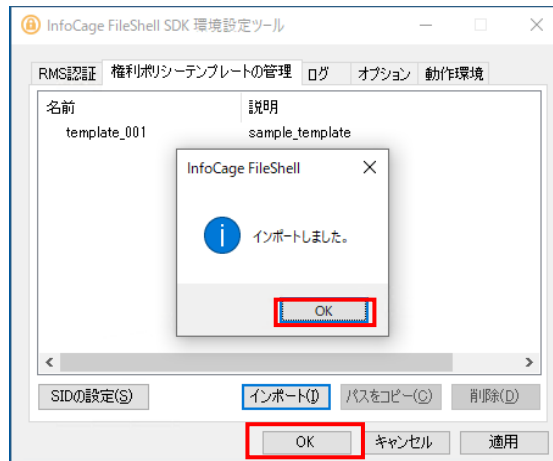 InfoCage FileShell SDK 環境設定ツール
RMS認証 権利ポリシーテンプレートの管理 ログ オプション 動作環境
名前 説明
template_001 sample_template
InfoCage FileShell
インポートしました。
OK
SIDの設定(S) インポート(I) パスをコピー(C) 削除(D)
OK キャンセル 適用